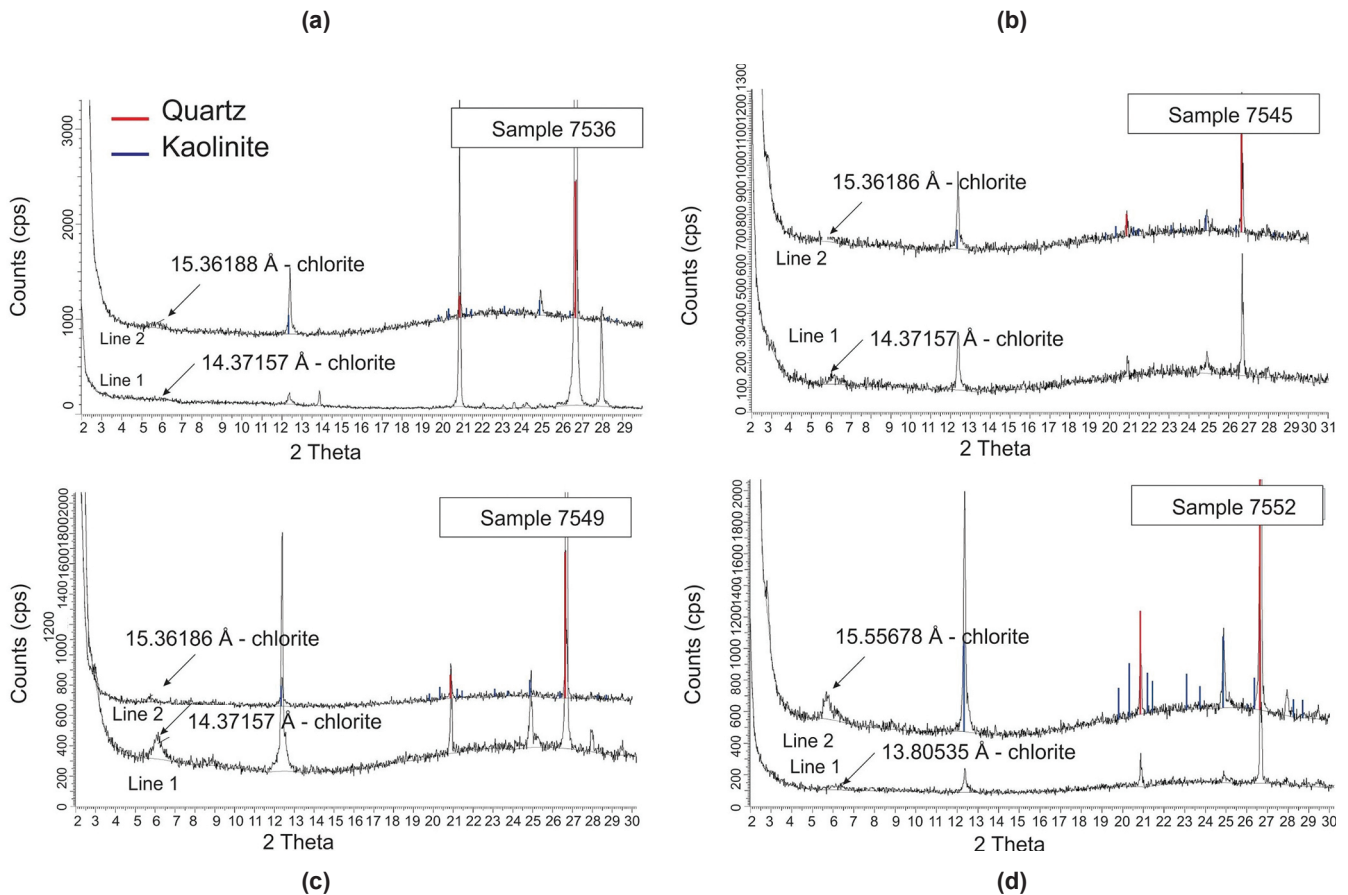 (a)
(b)
Quartz
Kaolinite
Sample 7536
15.36188 Å - chlorite
Line 2
14.37157 Å - chlorite
Line 1
Counts (cps)
0 1000 2000 3000
2 3 4 5 6 7 8 9 10 11 12 13 14 15 16 17 18 19 20 21 22 23 24 25 26 27 28 29
2 Theta
Sample 7545
15.36186 Å - chlorite
Line 2
Line 1
14.37157 Å - chlorite
Counts (cps)
0 100 200 300 400 500 600 700 800 900 1000 1100 1200 1300
2 3 4 5 6 7 8 9 10 11 12 13 14 15 16 17 18 19 20 21 22 23 24 25 26 27 28 29 30 31
2 Theta
Sample 7549
15.36186 Å - chlorite
Line 2
14.37157 Å - chlorite
Line 1
Counts (cps)
0 200 400 600 800 1000 1200 1400 1600 1800 2000
2 3 4 5 6 7 8 9 10 11 12 13 14 15 16 17 18 19 20 21 22 23 24 25 26 27 28 29 30
2 Theta
Sample 7552
15.55678 Å - chlorite
Line 2
Line 1
13.80535 Å - chlorite
Counts (cps)
0 200 400 600 800 1000 1200 1400 1600 1800 2000
2 3 4 5 6 7 8 9 10 11 12 13 14 15 16 17 18 19 20 21 22 23 24 25 26 27 28 29 30
2 Theta
(c)
(d)